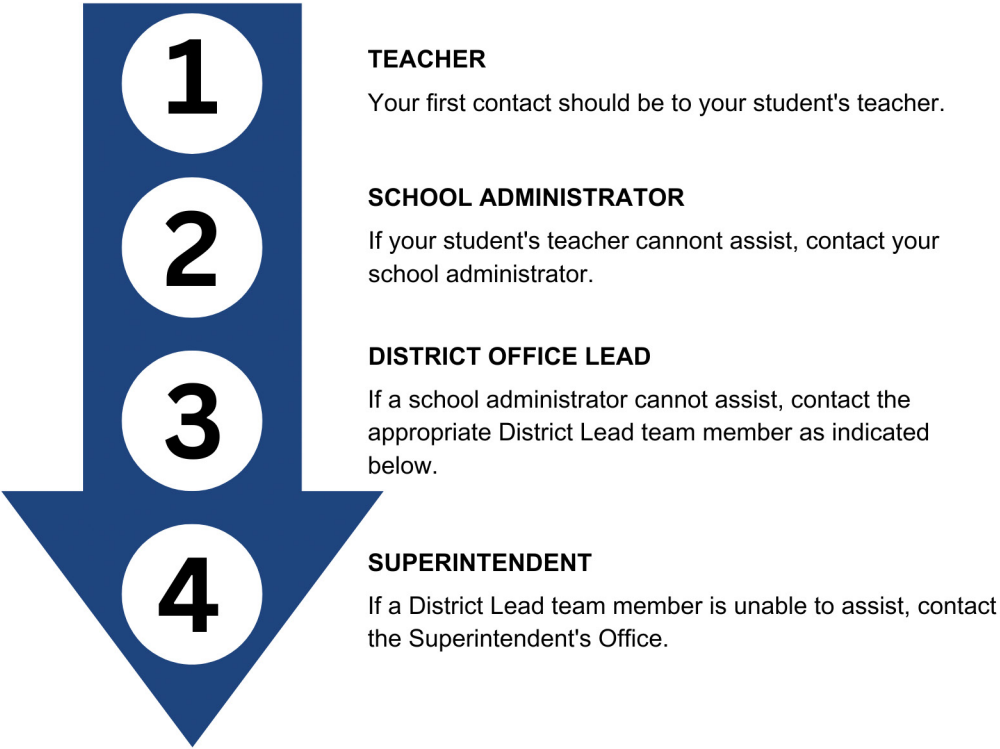 1
TEACHER
Your first contact should be to your student's teacher.
2
SCHOOL ADMINISTRATOR
If your student's teacher cannont assist, contact your
school administrator.
3
DISTRICT OFFICE LEAD
If a school administrator cannot assist, contact the
appropriate District Lead team member as indicated
below.
4
SUPERINTENDENT
If a District Lead team member is unable to assist, contact
the Superintendent's Office.